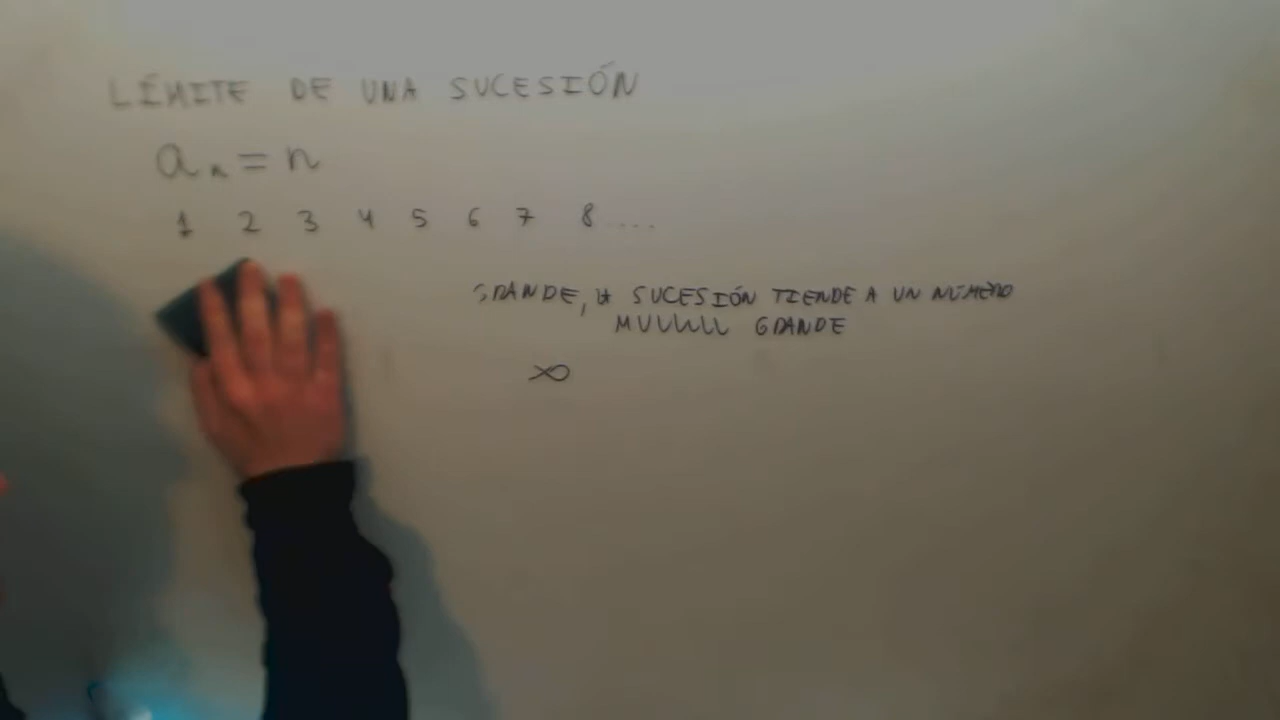 LÍMITE DE UNA SUCESIÓN
aₙ = n
1 2 3 4 5 6 7 8 ....
GRANDE, LA SUCESIÓN TIENDE A UN NÚMERO
GRANDE
∞